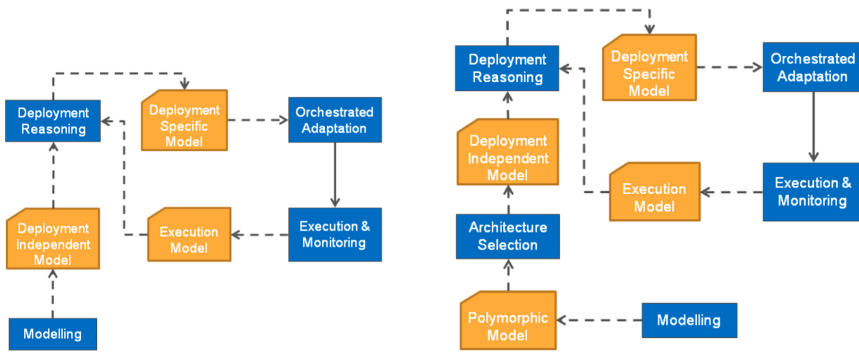 Deployment
Reasoning
Deployment
Specific
Model
Orchestrated
Adaptation
Deployment
Independent
Model
Execution
Model
Execution &
Monitoring
Modelling
Deployment
Reasoning
Deployment
Specific
Model
Orchestrated
Adaptation
Deployment
Independent
Model
Execution
Model
Execution &
Monitoring
Architecture
Selection
Polymorphic
Model
Modelling